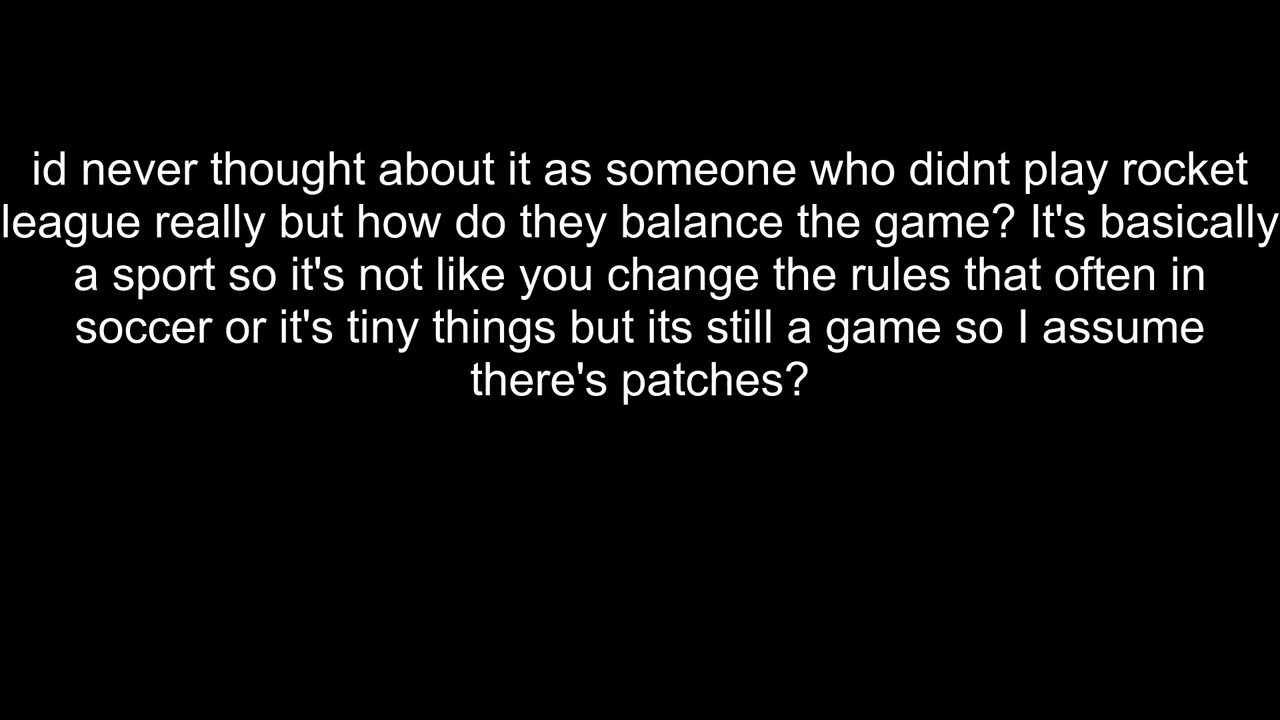 id never thought about it as someone who didnt play rocket
league really but how do they balance the game? It's basically
a sport so it's not like you change the rules that often in
soccer or it's tiny things but its still a game so I assume
there's patches?